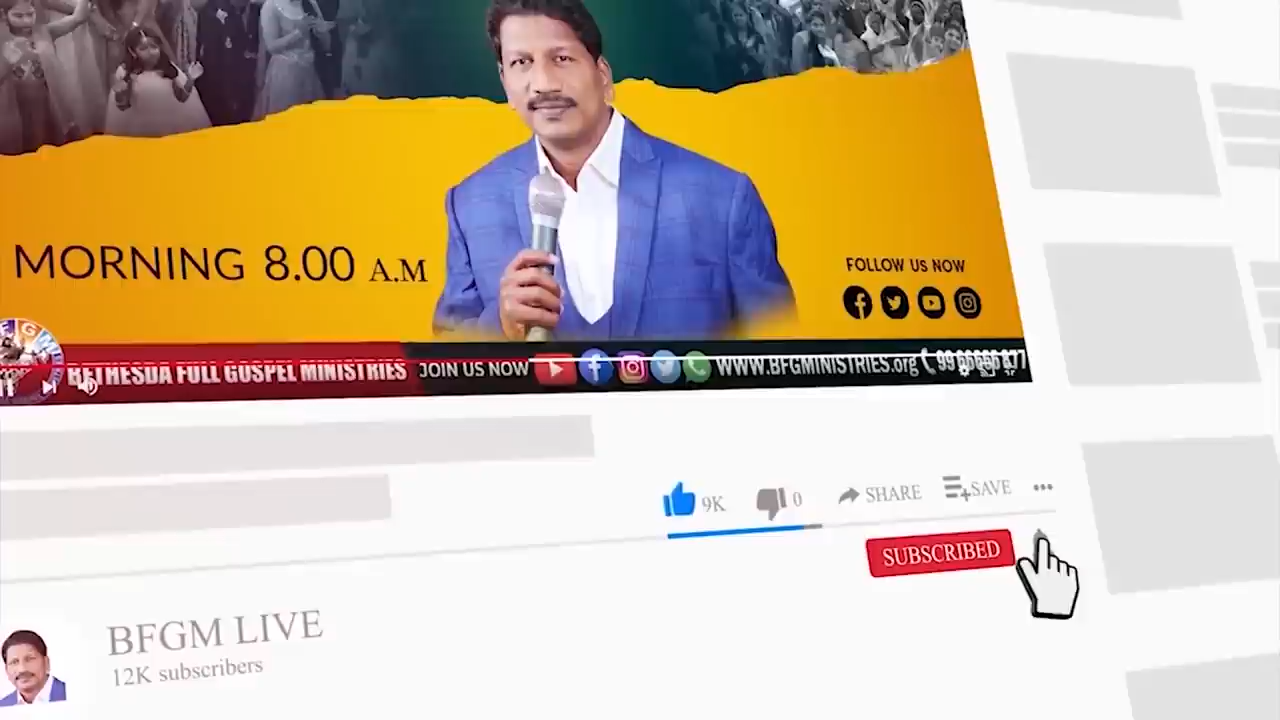 MORNING 8.00 A.M
FOLLOW US NOW
BETHESDA FULL GOSPEL MINISTRIES
JOIN US NOW
WWW.BFGMINISTRIES.org
9K
0
SHARE
SAVE
SUBSCRIBED
BFGM LIVE
12K subscribers